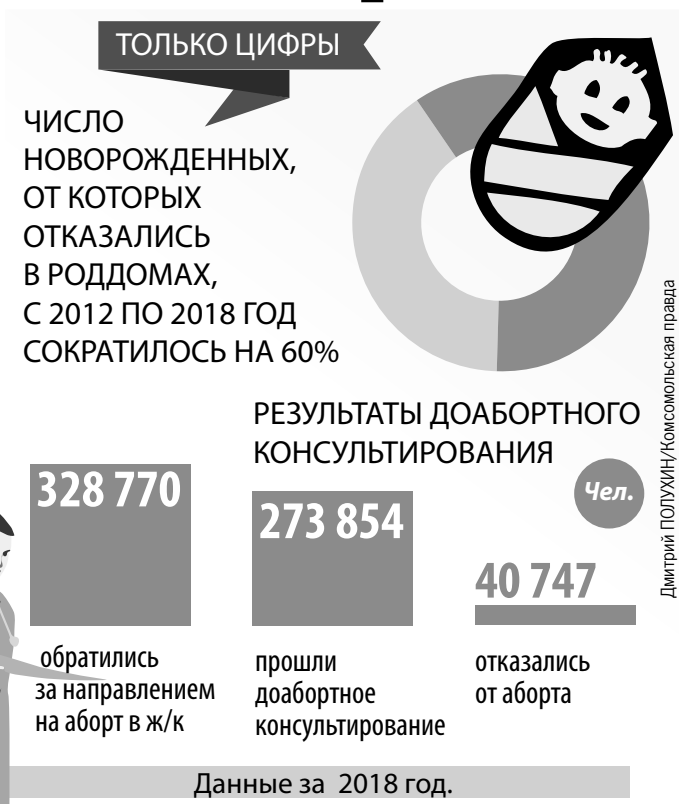 ТОЛЬКО ЦИФРЫ
ЧИСЛО
НОВОРОЖДЕННЫХ,
ОТ КОТОРЫХ
ОТКАЗАЛИСЬ
В РОДДОМАХ,
С 2012 ПО 2018 ГОД
СОКРАТИЛОСЬ НА 60%
РЕЗУЛЬТАТЫ ДОАБОРТНОГО
КОНСУЛЬТИРОВАНИЯ
Чел.
328 770
обратились
за направлением
на аборт в ж/к
273 854
прошли
доабортное
консультирование
40 747
отказались
от аборта
Данные за 2018 год.
Дмитрий ПОЛУХИН/Комсомольская правда